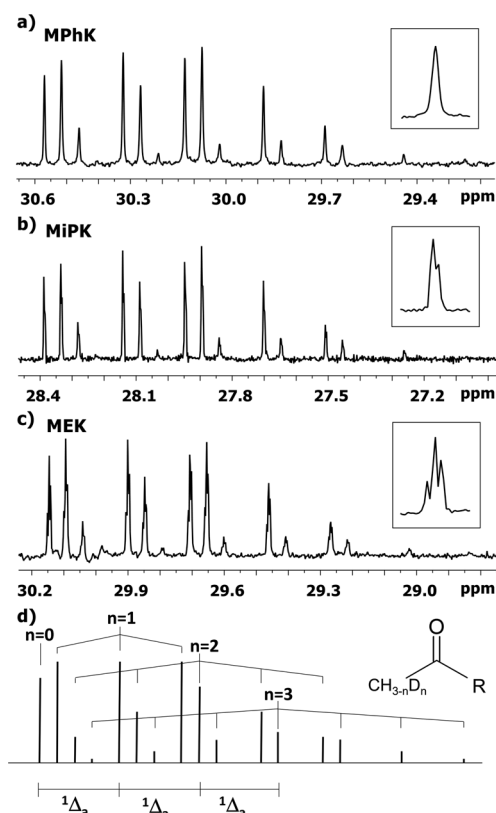 a) MPhK
30.6 30.3 30.0 29.7 29.4 ppm
b) MiPK
28.4 28.1 27.8 27.5 27.2 ppm
c) MEK
30.2 29.9 29.6 29.3 29.0 ppm
d)
n=0
n=1
n=2
n=3
O
CH3-nDn R
1Δa 1Δa 1Δa